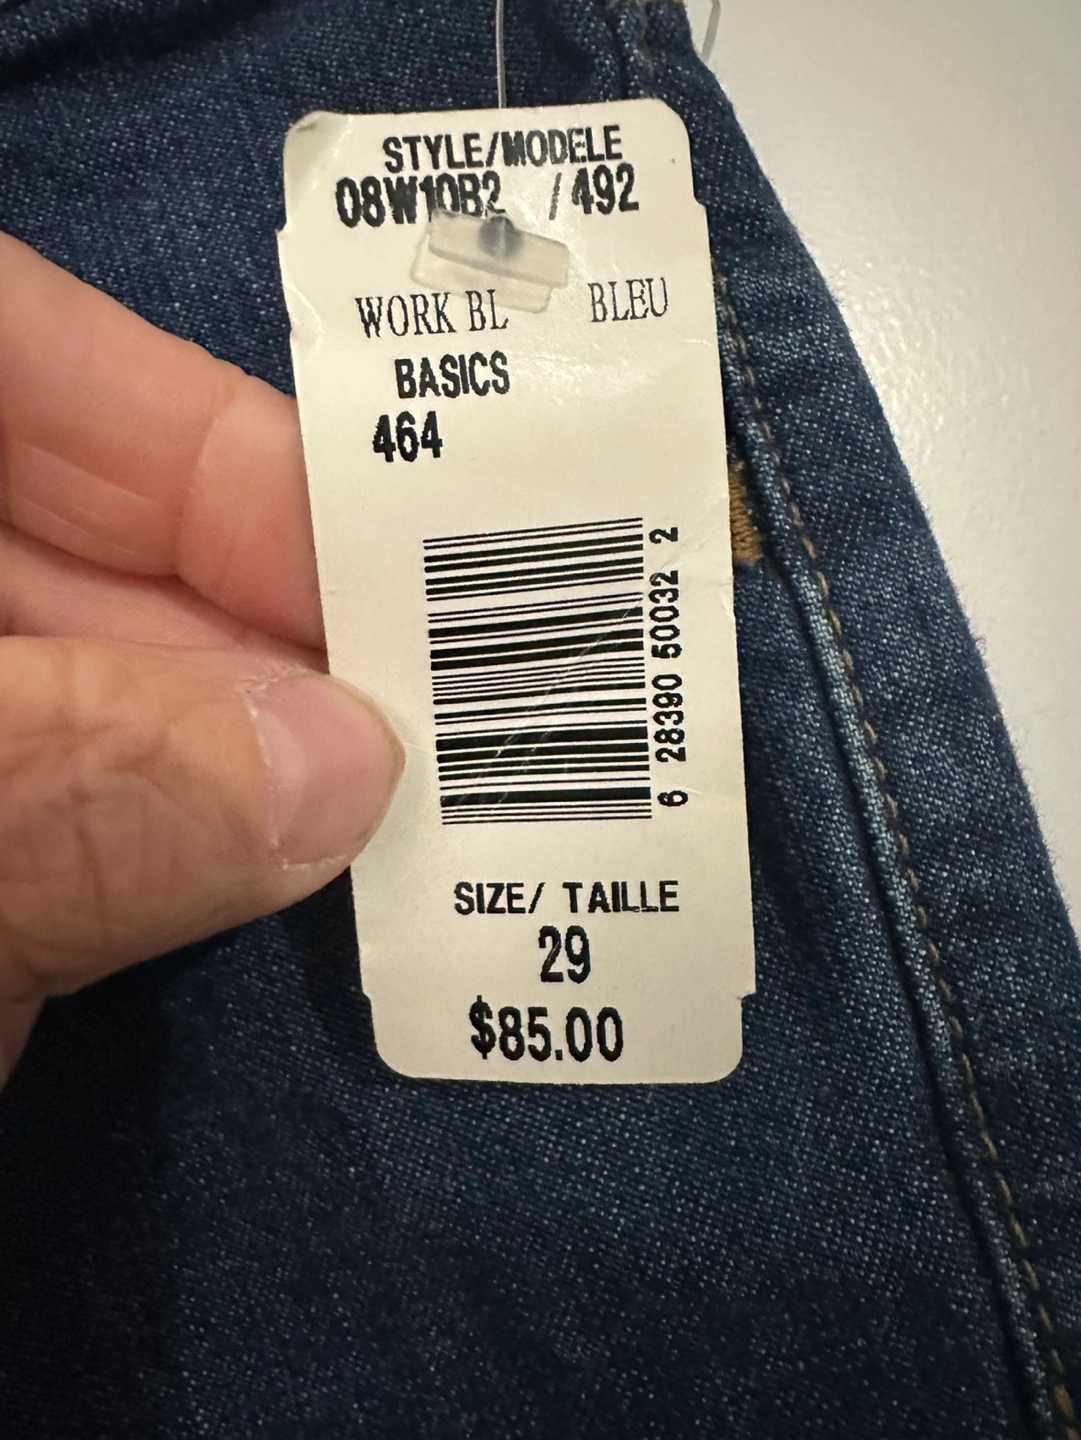 STYLE/MODELE
08W10B2 /492
WORK BL BLEU
BASICS
464
6 28390 50032 2
SIZE/ TAILLE
29
$85.00